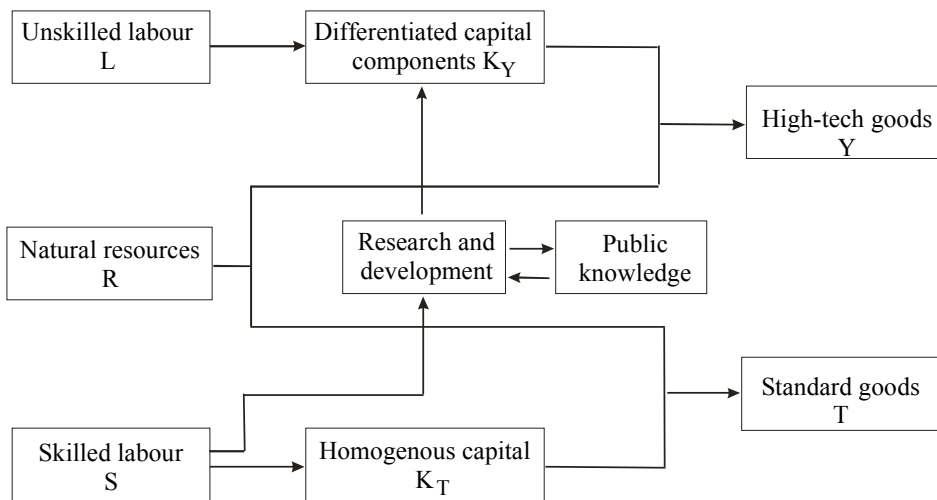 Unskilled labour
L
Differentiated capital
components K_Y
High-tech goods
Y
Natural resources
R
Research and
development
Public
knowledge
Standard goods
T
Skilled labour
S
Homogenous capital
K_T